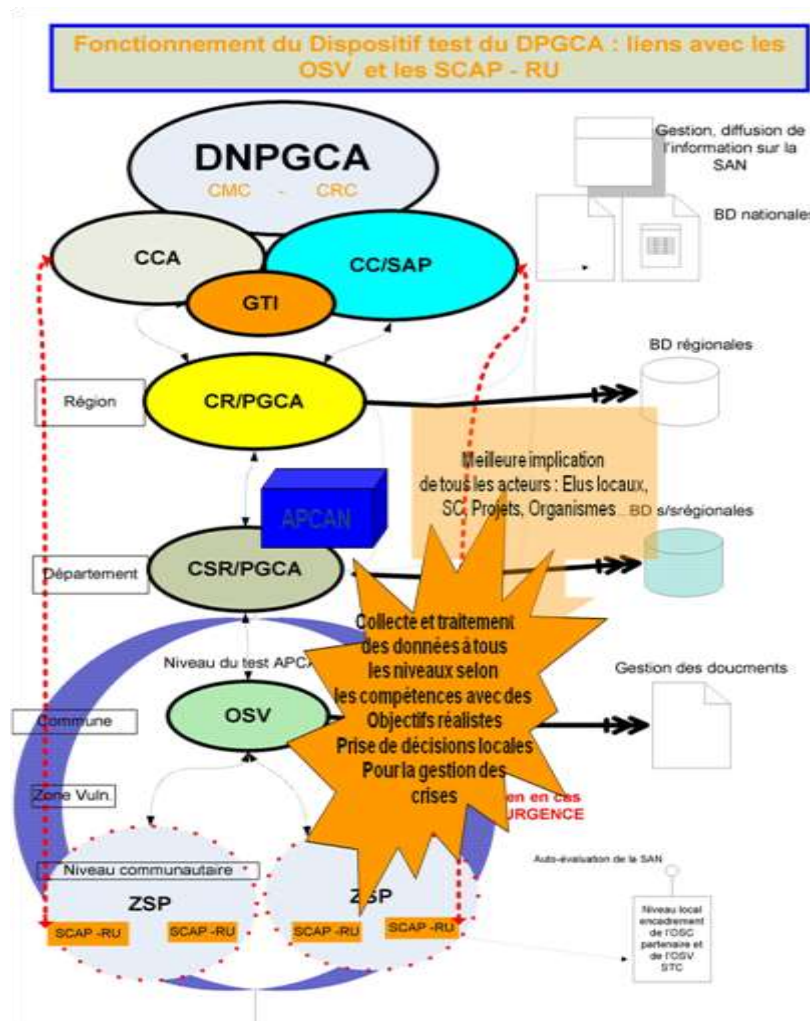 Fonctionnement du Dispositif test du DPGCA : liens avec les
OSV et les SCAP - RU
DNPGCA
CMC - CRC
CCA
CC/SAP
GTI
Gestion, diffusion de
l'information sur la
SAN
BD nationales
BD régionales
Région
CR/PGCA
Meilleure implication
de tous les acteurs : Elus locaux,
SC, Projets, Organismes
BD s/srégionales
APCAN
Département
CSR/PGCA
Collecte et traitement
des données à tous
les niveaux selon
les compétences avec des
Objectifs réalistes
Prise de décisions locales
Pour la gestion des
crises
Niveau du test
Gestion des doucments
Commune
OSV
Zone Vuln.
en cas
URGENCE
Niveau communautaire
ZSP
ZSP
SCAP -RU
SCAP -RU
SCAP -RU
SCAP -RU
Auto-évaluation de la SAN
Niveau local
encadrement
de l'OSC
partenaire et
de l'OSV
STC